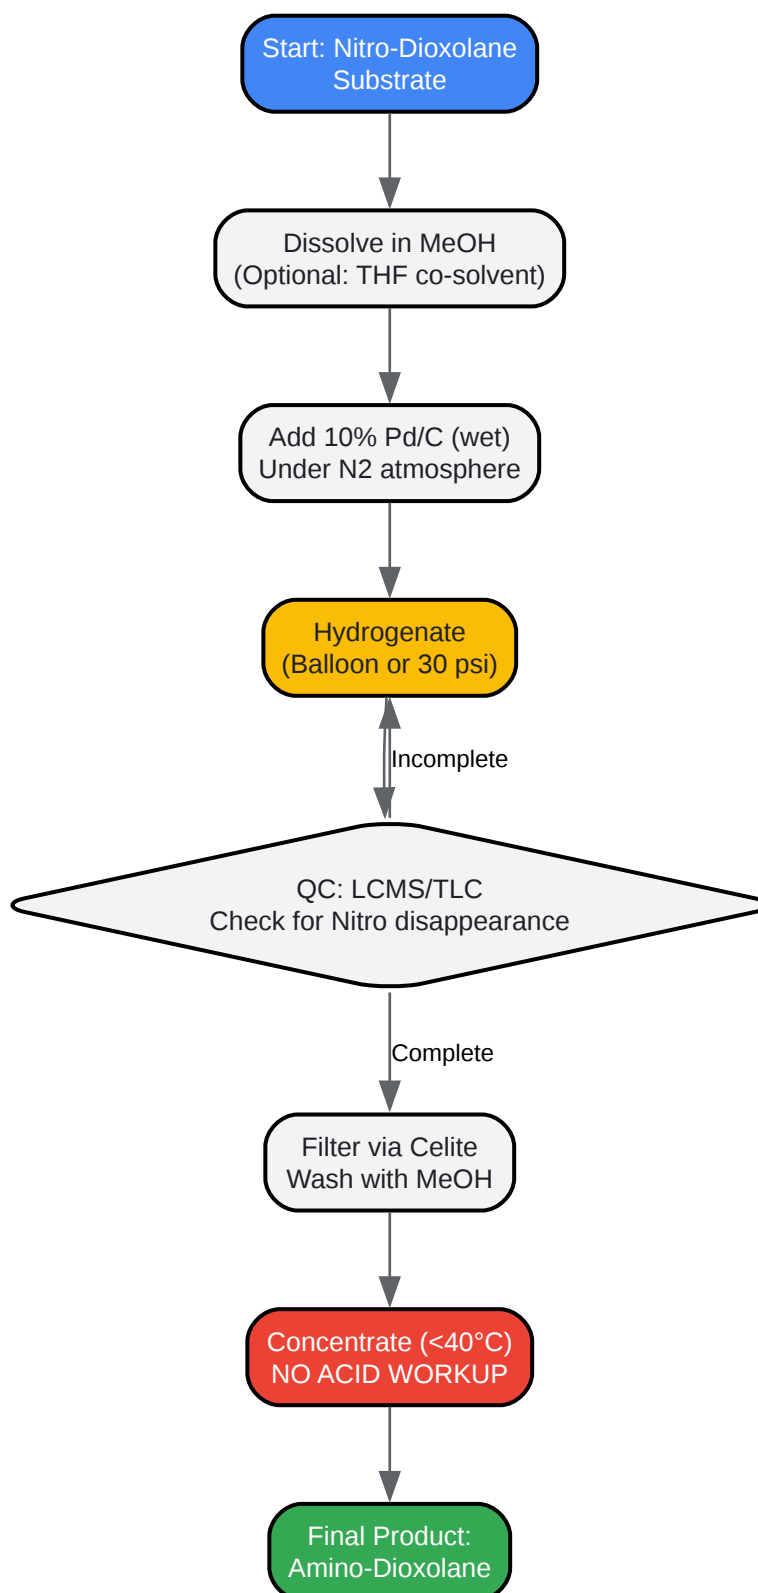 Start: Nitro-Dioxolane
Substrate
Dissolve in MeOH
(Optional: THF co-solvent)
Add 10% Pd/C (wet)
Under N2 atmosphere
Hydrogenate
(Balloon or 30 psi)
Incomplete
QC: LCMS/TLC
Check for Nitro disappearance
Complete
Filter via Celite
Wash with MeOH
Concentrate (<40°C)
NO ACID WORKUP
Final Product:
Amino-Dioxolane